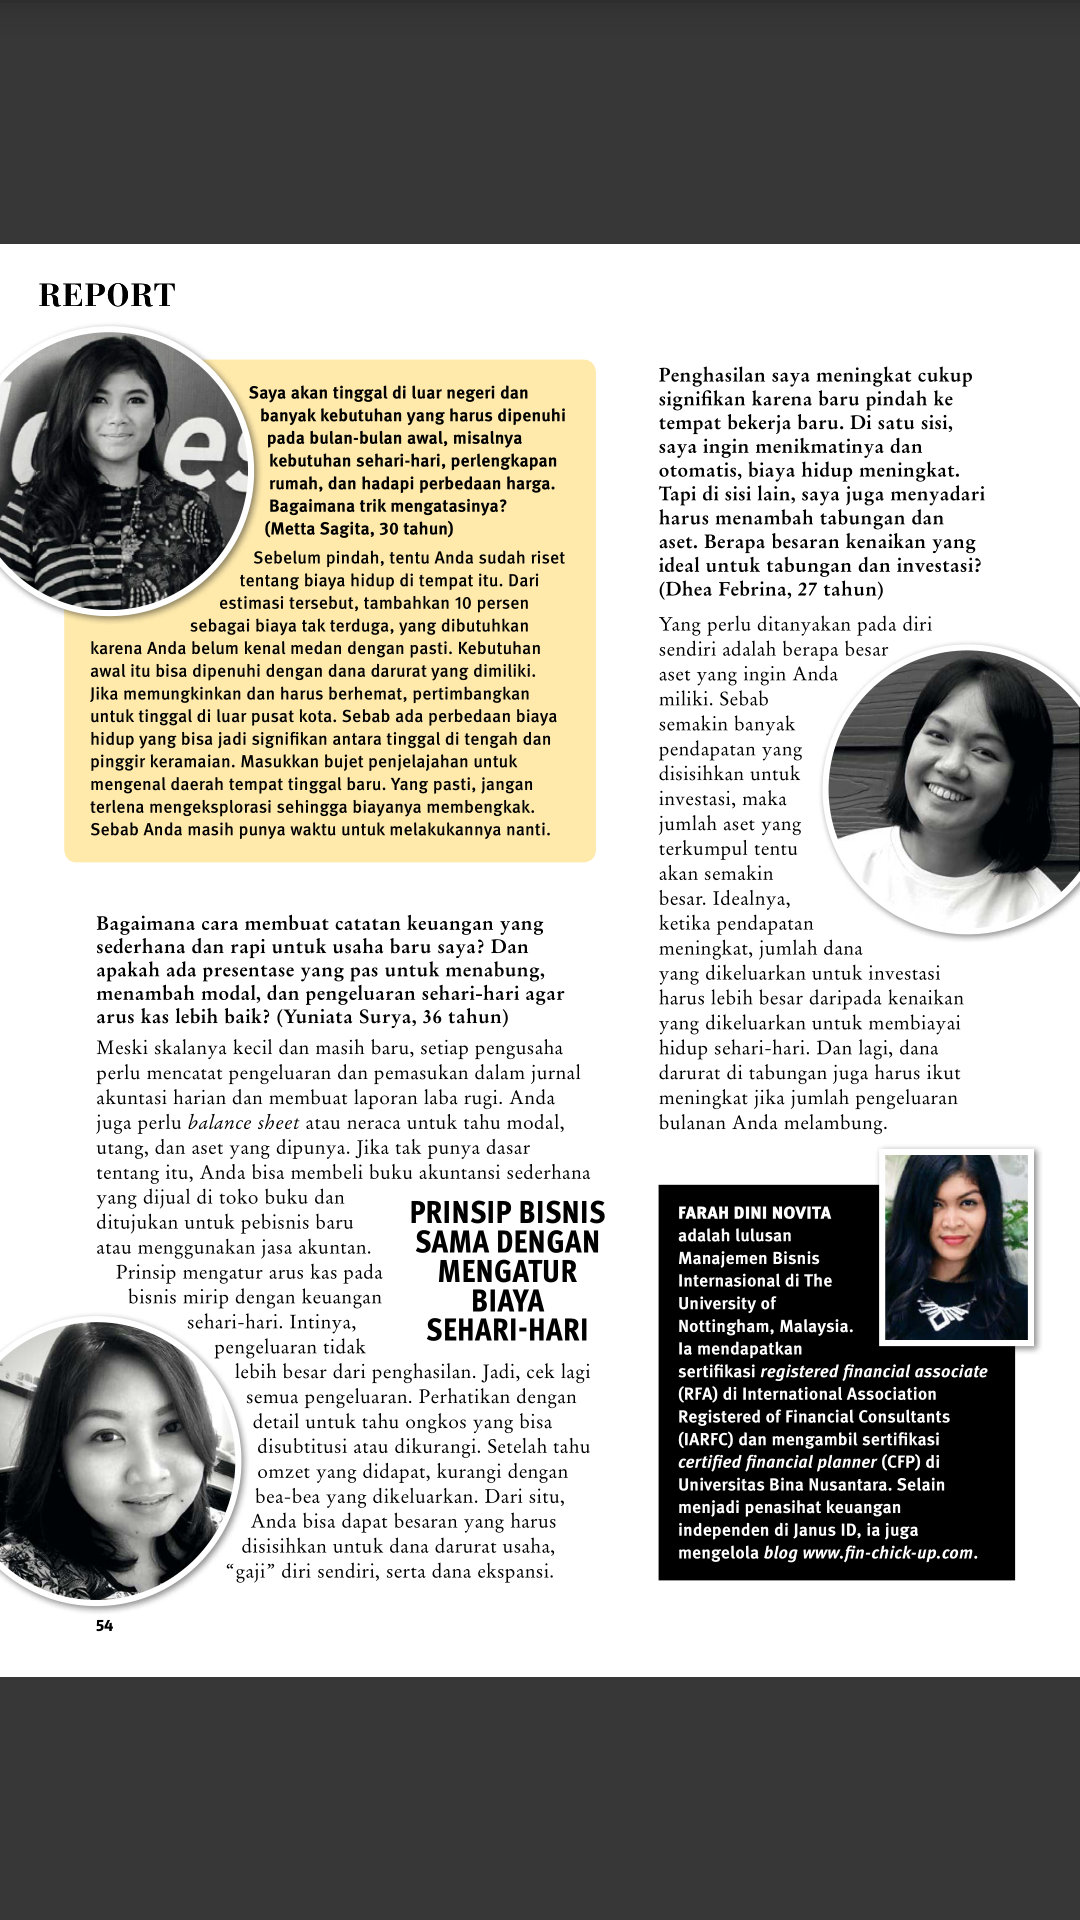 REPORT
Saya akan tinggal di luar negeri dan
banyak kebutuhan yang harus dipenuhi
pada bulan-bulan awal, misalnya
kebutuhan sehari-hari, perlengkapan
rumah, dan hadapi perbedaan harga.
Bagaimana trik mengatasinya?
(Metta Sagita, 30 tahun)
Sebelum pindah, tentu Anda sudah riset
tentang biaya hidup di tempat itu. Dari
estimasi tersebut, tambahkan 10 persen
sebagai biaya tak terduga, yang dibutuhkan
karena Anda belum kenal medan dengan pasti. Kebutuhan
awal itu bisa dipenuhi dengan dana darurat yang dimiliki.
Jika memungkinkan dan harus berhemat, pertimbangkan
untuk tinggal di luar pusat kota. Sebab ada perbedaan biaya
hidup yang bisa jadi signifikan antara tinggal di tengah dan
pinggir keramaian. Masukkan bujet penjelajahan untuk
mengenal daerah tempat tinggal baru. Yang pasti, jangan
terlena mengeksplorasi sehingga biayanya membengkak.
Sebab Anda masih punya waktu untuk melakukannya nanti.
Bagaimana cara membuat catatan keuangan yang
sederhana dan rapi untuk usaha baru saya? Dan
apakah ada presentase yang pas untuk menabung,
menambah modal, dan pengeluaran sehari-hari agar
arus kas lebih baik? (Yuniata Surya, 36 tahun)
Meski skalanya kecil dan masih baru, setiap pengusaha
perlu mencatat pengeluaran dan pemasukan dalam jurnal
akuntasi harian dan membuat laporan laba rugi. Anda
juga perlu balance sheet atau neraca untuk tahu modal,
utang, dan aset yang dipunya. Jika tak punya dasar
tentang itu, Anda bisa membeli buku akuntansi sederhana
yang dijual di toko buku dan
ditujukan untuk pebisnis baru
atau menggunakan jasa akuntan.
Prinsip mengatur arus kas pada
bisnis mirip dengan keuangan
sehari-hari. Intinya,
pengeluaran tidak
lebih besar dari penghasilan. Jadi, cek lagi
semua pengeluaran. Perhatikan dengan
detail untuk tahu ongkos yang bisa
disubtitusi atau dikurangi. Setelah tahu
omzet yang didapat, kurangi dengan
bea-bea yang dikeluarkan. Dari situ,
Anda bisa dapat besaran yang harus
disisihkan untuk dana darurat usaha,
“gaji” diri sendiri, serta dana ekspansi.
PRINSIP BISNIS
SAMA DENGAN
MENGATUR
BIAYA
SEHARI-HARI
54
Penghasilan saya meningkat cukup
signifikan karena baru pindah ke
tempat bekerja baru. Di satu sisi,
saya ingin menikmatinya dan
otomatis, biaya hidup meningkat.
Tapi di sisi lain, saya juga menyadari
harus menambah tabungan dan
aset. Berapa besaran kenaikan yang
ideal untuk tabungan dan investasi?
(Dhea Febrina, 27 tahun)
Yang perlu ditanyakan pada diri
sendiri adalah berapa besar
aset yang ingin Anda
miliki. Sebab
semakin banyak
pendapatan yang
disisihkan untuk
investasi, maka
jumlah aset yang
terkumpul tentu
akan semakin
besar. Idealnya,
ketika pendapatan
meningkat, jumlah dana
yang dikeluarkan untuk investasi
harus lebih besar daripada kenaikan
yang dikeluarkan untuk membiayai
hidup sehari-hari. Dan lagi, dana
darurat di tabungan juga harus ikut
meningkat jika jumlah pengeluaran
bulanan Anda melambung.
FARAH DINI NOVITA
adalah lulusan
Manajemen Bisnis
Internasional di The
University of
Nottingham, Malaysia.
Ia mendapatkan
sertifikasi registered financial associate
(RFA) di International Association
Registered of Financial Consultants
(IARFC) dan mengambil sertifikasi
certified financial planner (CFP) di
Universitas Bina Nusantara. Selain
menjadi penasihat keuangan
independen di Janus ID, ia juga
mengelola blog www.fin-chick-up.com.